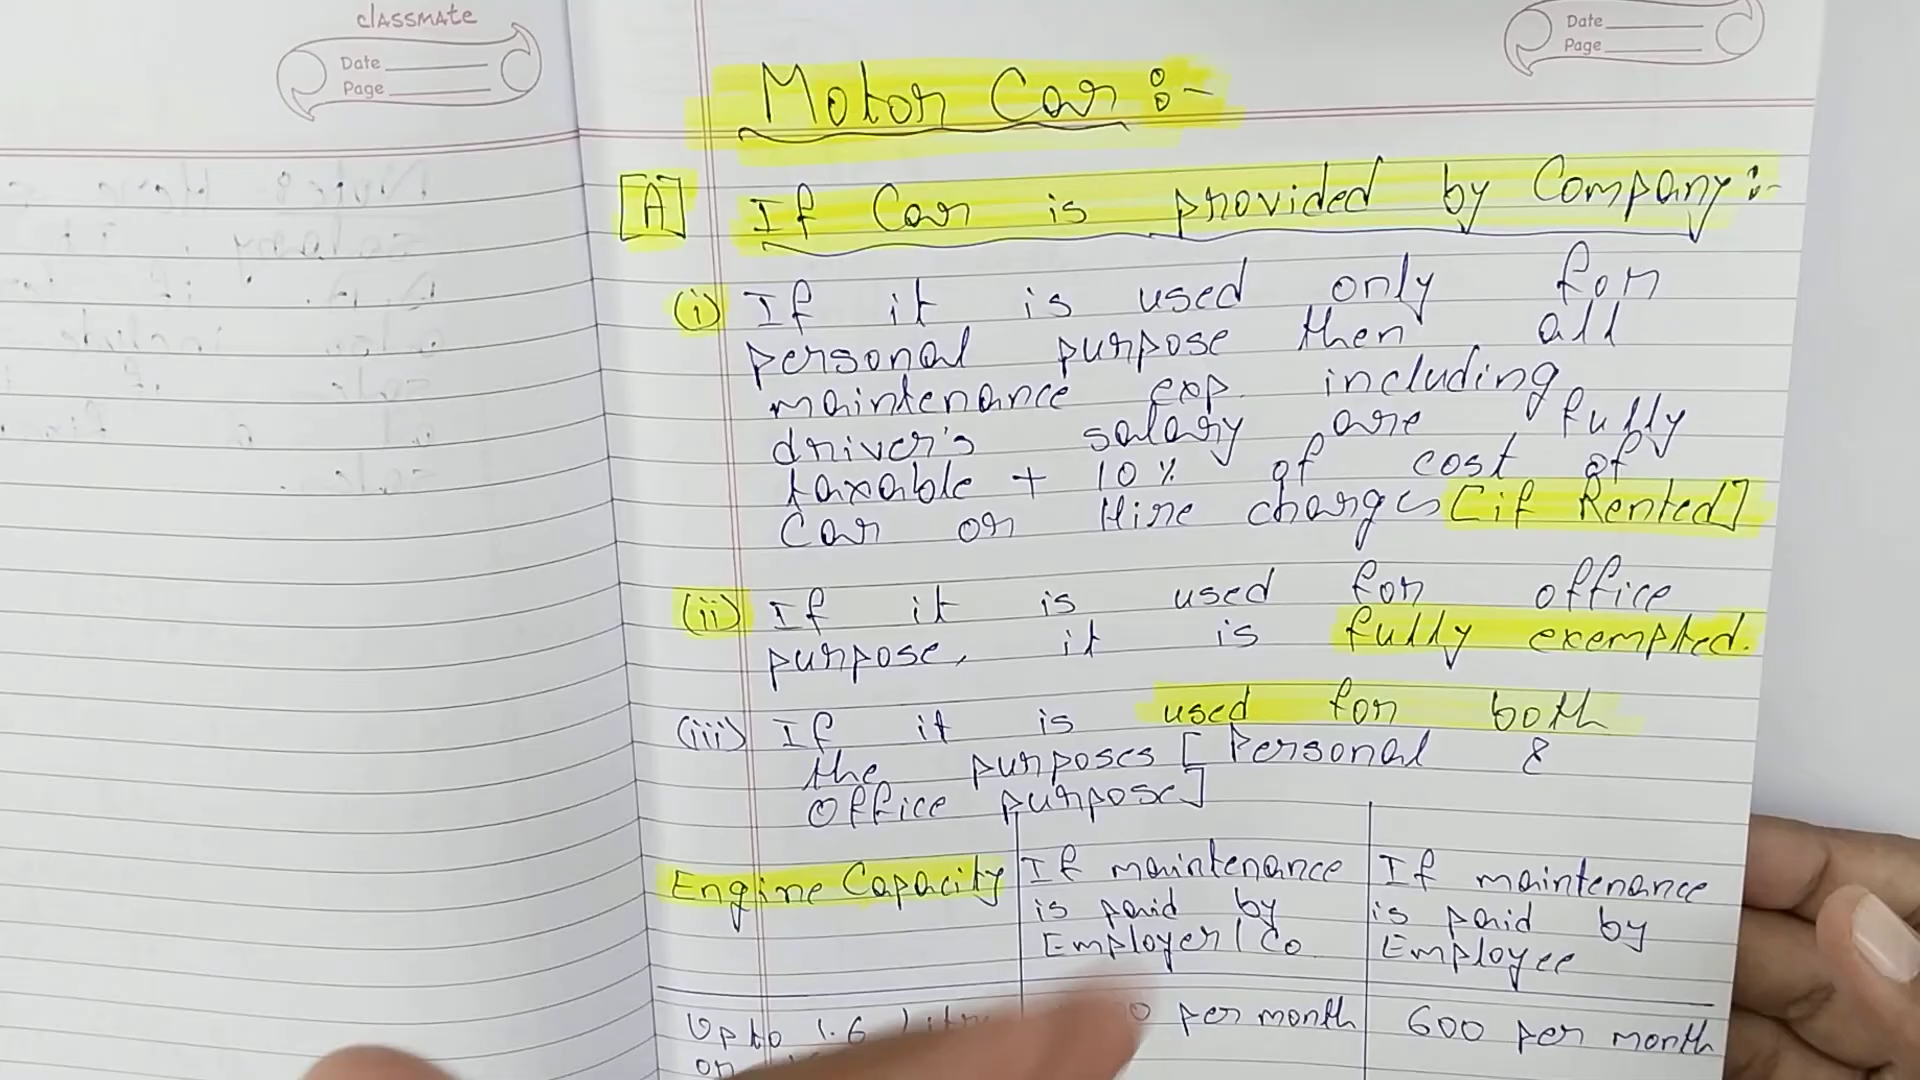 classmate
Date
Page
Date
Page
Motor Car :-
[A] If Car is provided by Company:-
(i) If it is used only for
personal purpose then all
maintenance exp. including
driver's salary are fully
taxable + 10% of cost of
Car or Hire charges [if Rented]
(ii) If it is used for office
purpose, it is fully exempted.
(iii) If it is used for both
the purposes [Personal &
Office purpose]
Engine Capacity
If maintenance
is paid by
Employer/Co
If maintenance
is paid by
Employee
Upto 1.6
per month
600 per month
or